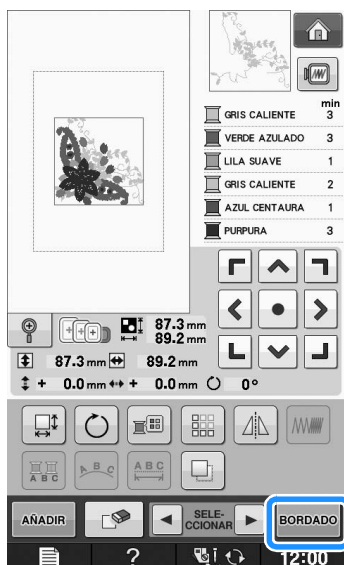 min
GRIS CALIENTE 3
VERDE AZULADO 3
LILA SUAVE 1
GRIS CALIENTE 2
AZUL CENTAURA 1
PURPURA 3
87.3 mm
89.2 mm
87.3 mm 89.2 mm
+ 0.0 mm + 0.0 mm 0°
A B C A B C A B C
AÑADIR SELE-
CCIONAR BORDADO
? 12:00